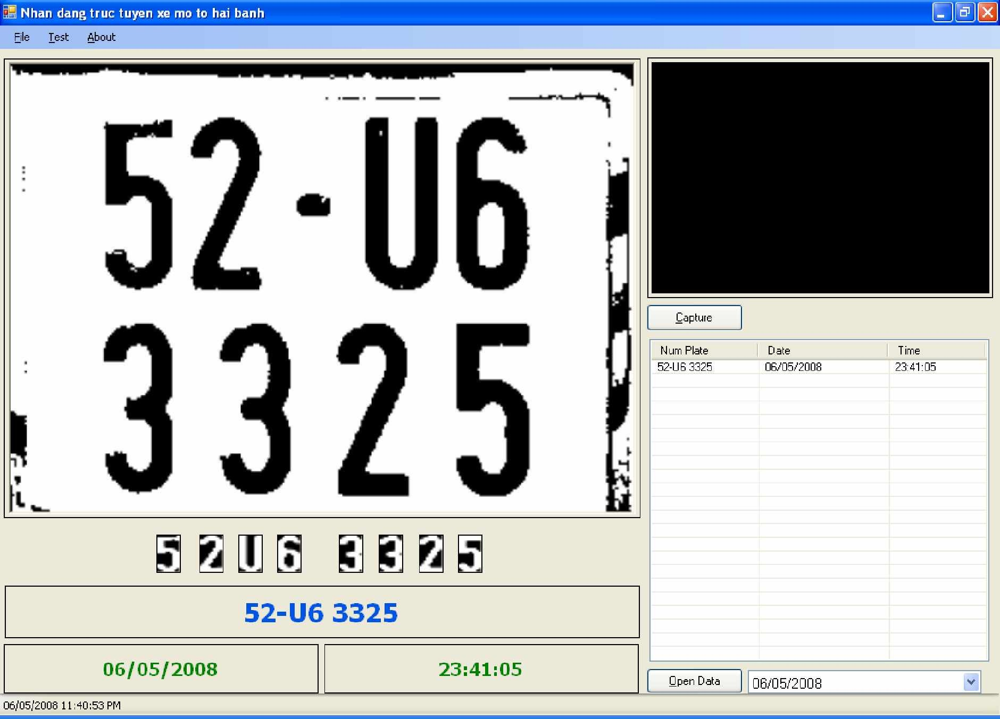 Nhan dang truc tuyen xe mo to hai banh
File Test About
52-U6
3325
Capture
Num Plate Date Time
52-U6 3325 06/05/2008 23:41:05
5 2 U 6 3 3 2 5
52-U6 3325
06/05/2008 23:41:05
Open Data 06/05/2008
06/05/2008 11:40:53 PM